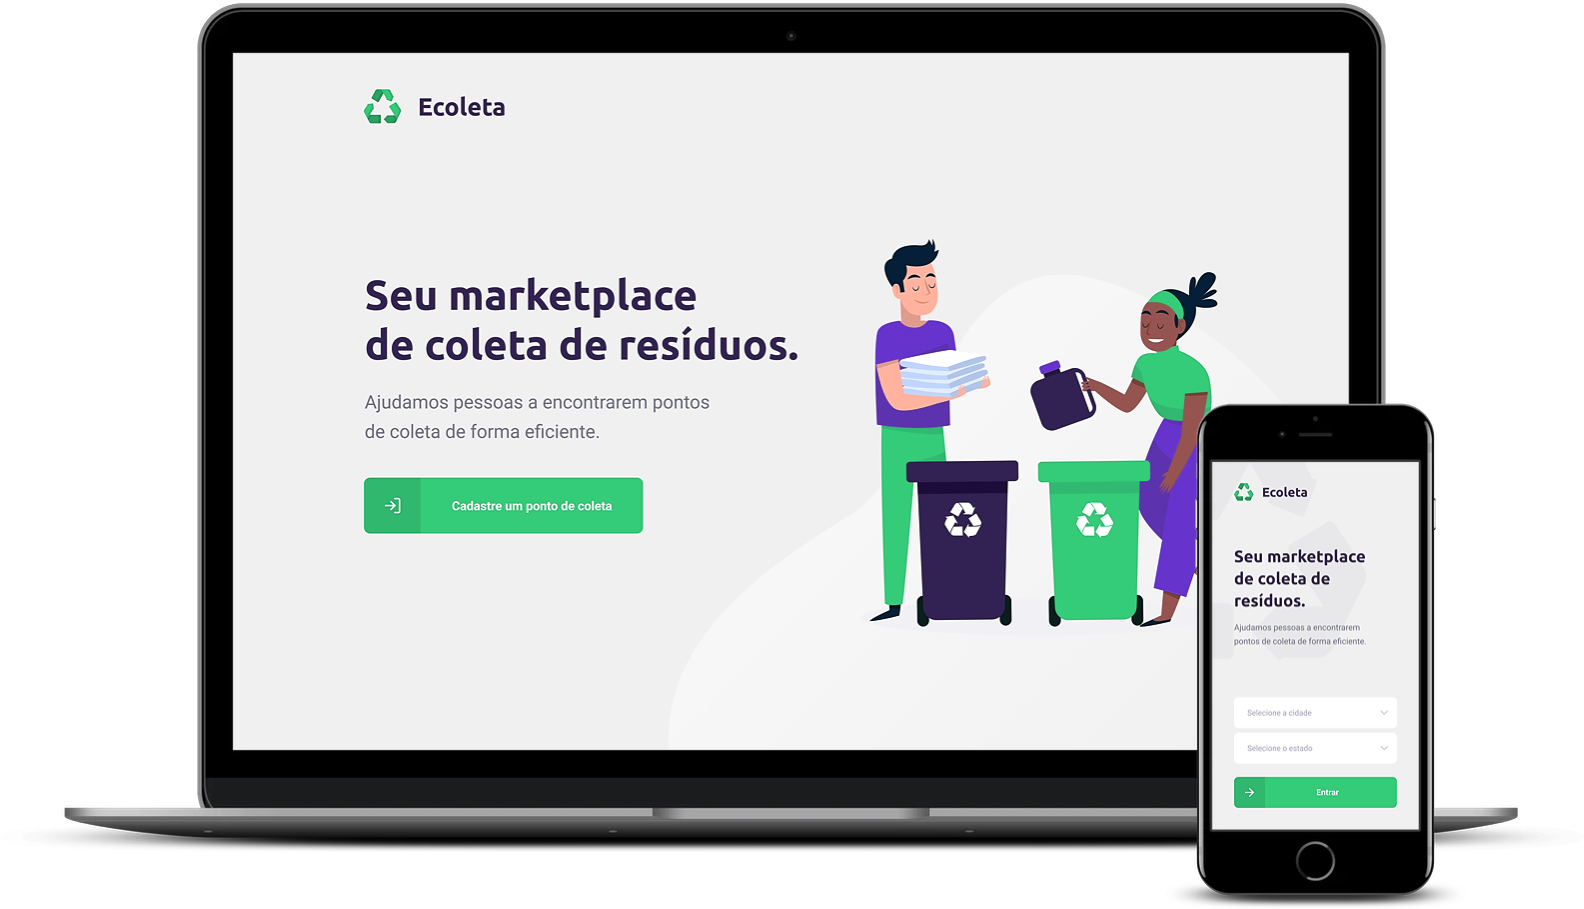 Ecoleta
Seu marketplace
de coleta de resíduos.
Ajudamos pessoas a encontrarem pontos
de coleta de forma eficiente.
Cadastre um ponto de coleta
Ecoleta
Seu marketplace
de coleta de
resíduos.
Ajudamos pessoas a encontrarem
pontos de coleta de forma eficiente.
Selecione a cidade
Selecione o estado
Entrar